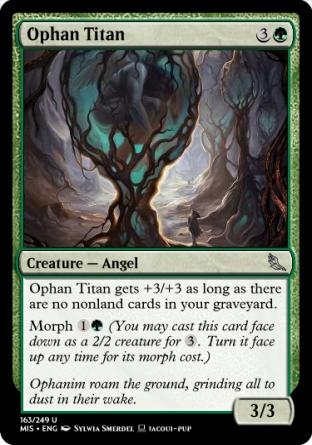 Ophan Titan 3
Creature — Angel
Ophan Titan gets +3/+3 as long as there
are no nonland cards in your graveyard.
Morph 1 (You may cast this card face
down as a 2/2 creature for 3. Turn it face
up any time for its morph cost.)
Ophanim roam the ground, grinding all to
dust in their wake.
3/3
163/249 U
MIS • ENG Sylvia Smerdel iacoui-pup